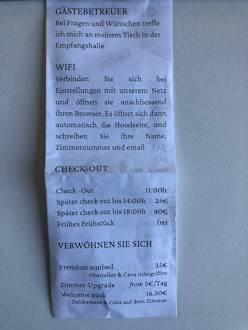 GÄSTEBETREUER
Bei Fragen und Wünschen treffe
ich mich an meinem Tisch in der
Empfangshalle
WIFI
Verbinden Sie sich bei
Einstellungen mit unserem Netz
und öffnen sie anschliessend
ihren Browser. Es öffnet sich dann
automatisch die Hotelseite, und
schreiben Sie ihre Name,
Zimmernummer und email
CHECK-OUT
Check -Out 11:00h
Später check out bis 14:00h 25€
Später check out bis 18:00h 40€
Frühes Frühstück frei
VERWÖHNEN SIE SICH
Premium sunbed 35€
Obstteller & Cava inbegriffen
Zimmer-Upgrade from 5€/Tag
Welcome pack 16.50€
Delikatesse & Cava auf dem Zimmer